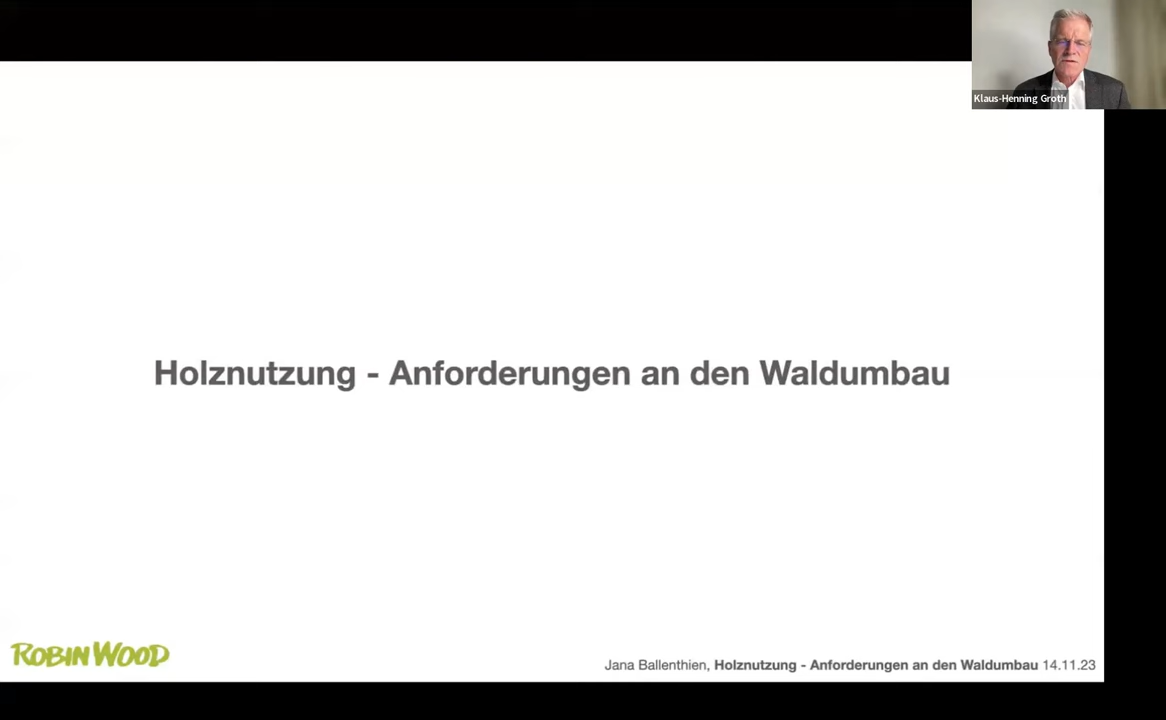 Klaus-Henning Groth
Holznutzung - Anforderungen an den Waldumbau
ROBIN WOOD
Jana Ballenthien, Holznutzung - Anforderungen an den Waldumbau 14.11.23